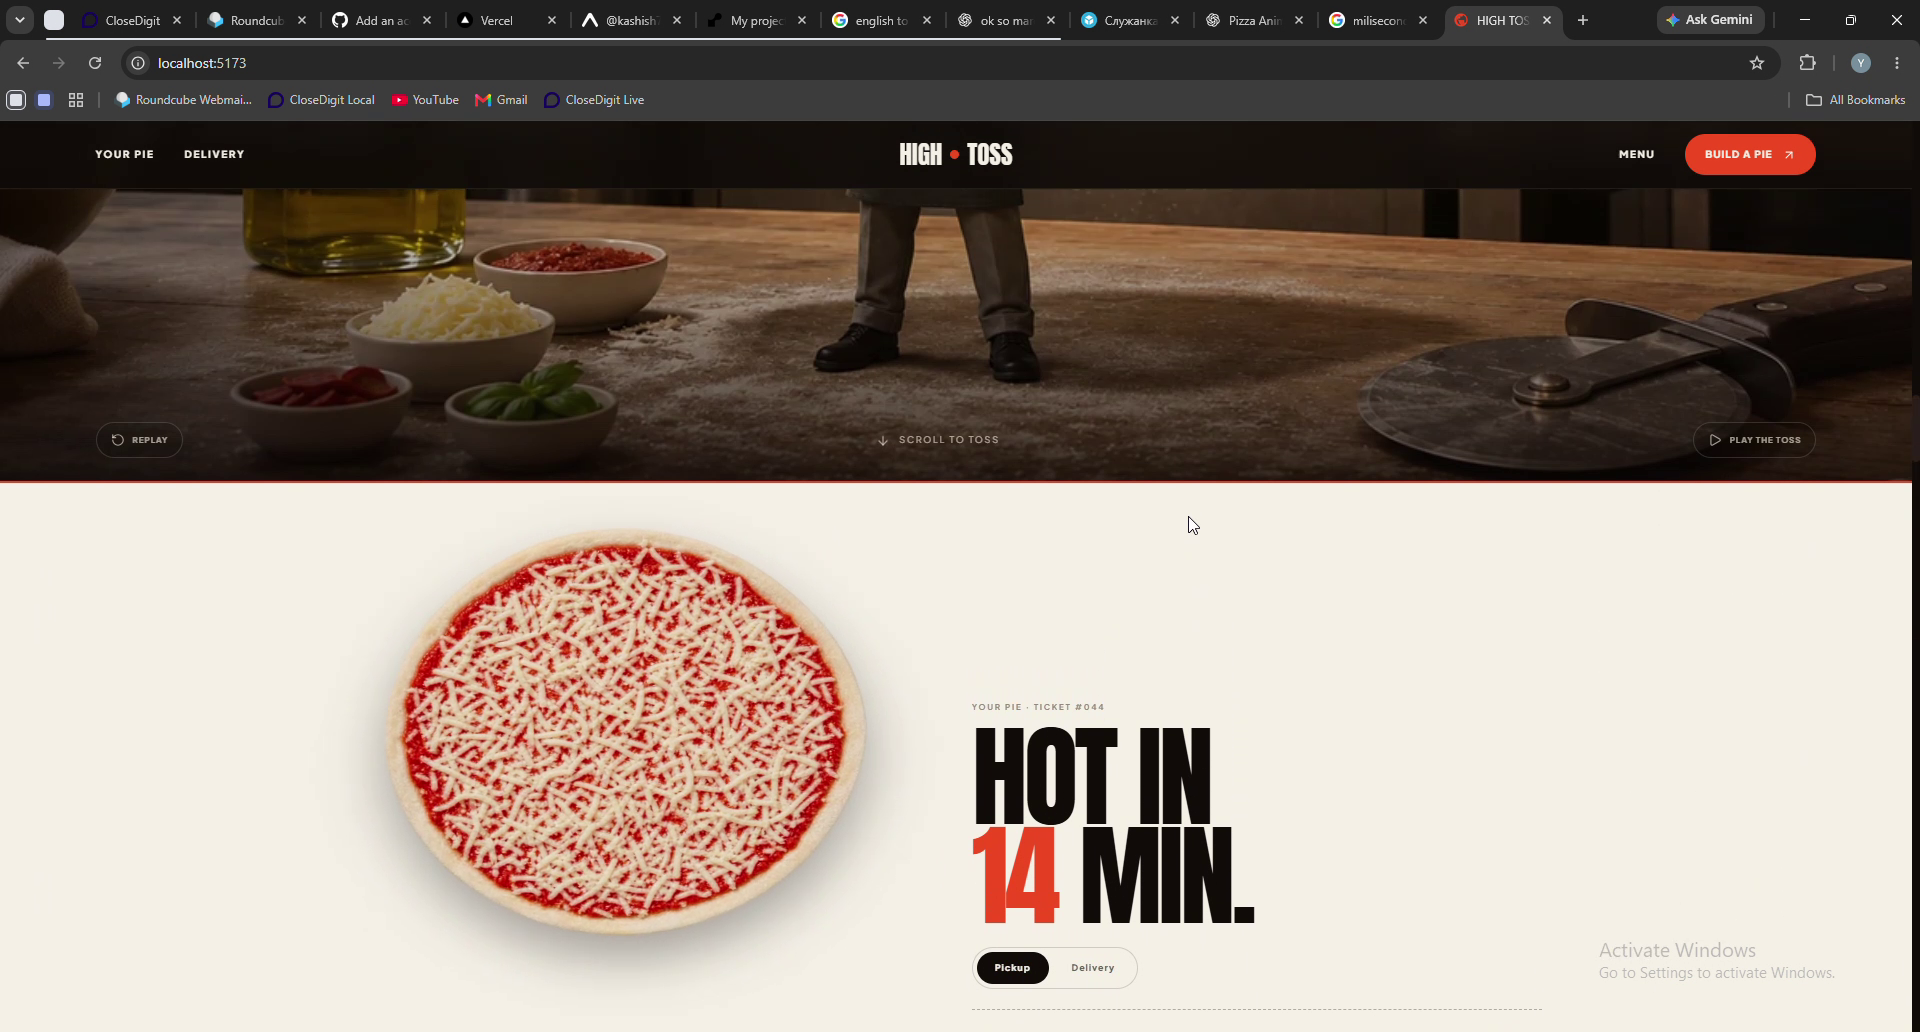 CloseDigit
Roundcub
Add an ac
Vercel
@kashish
My projec
english to
ok so mar
Служанка
Pizza Anin
milisecon
HIGH TOS
Ask Gemini
localhost:5173
Y
Roundcube Webmai...
CloseDigit Local
YouTube
Gmail
CloseDigit Live
All Bookmarks
YOUR PIE
DELIVERY
HIGH • TOSS
MENU
BUILD A PIE
REPLAY
SCROLL TO TOSS
PLAY THE TOSS
YOUR PIE · TICKET #044
HOT IN
14 MIN.
Pickup
Delivery
Activate Windows
Go to Settings to activate Windows.